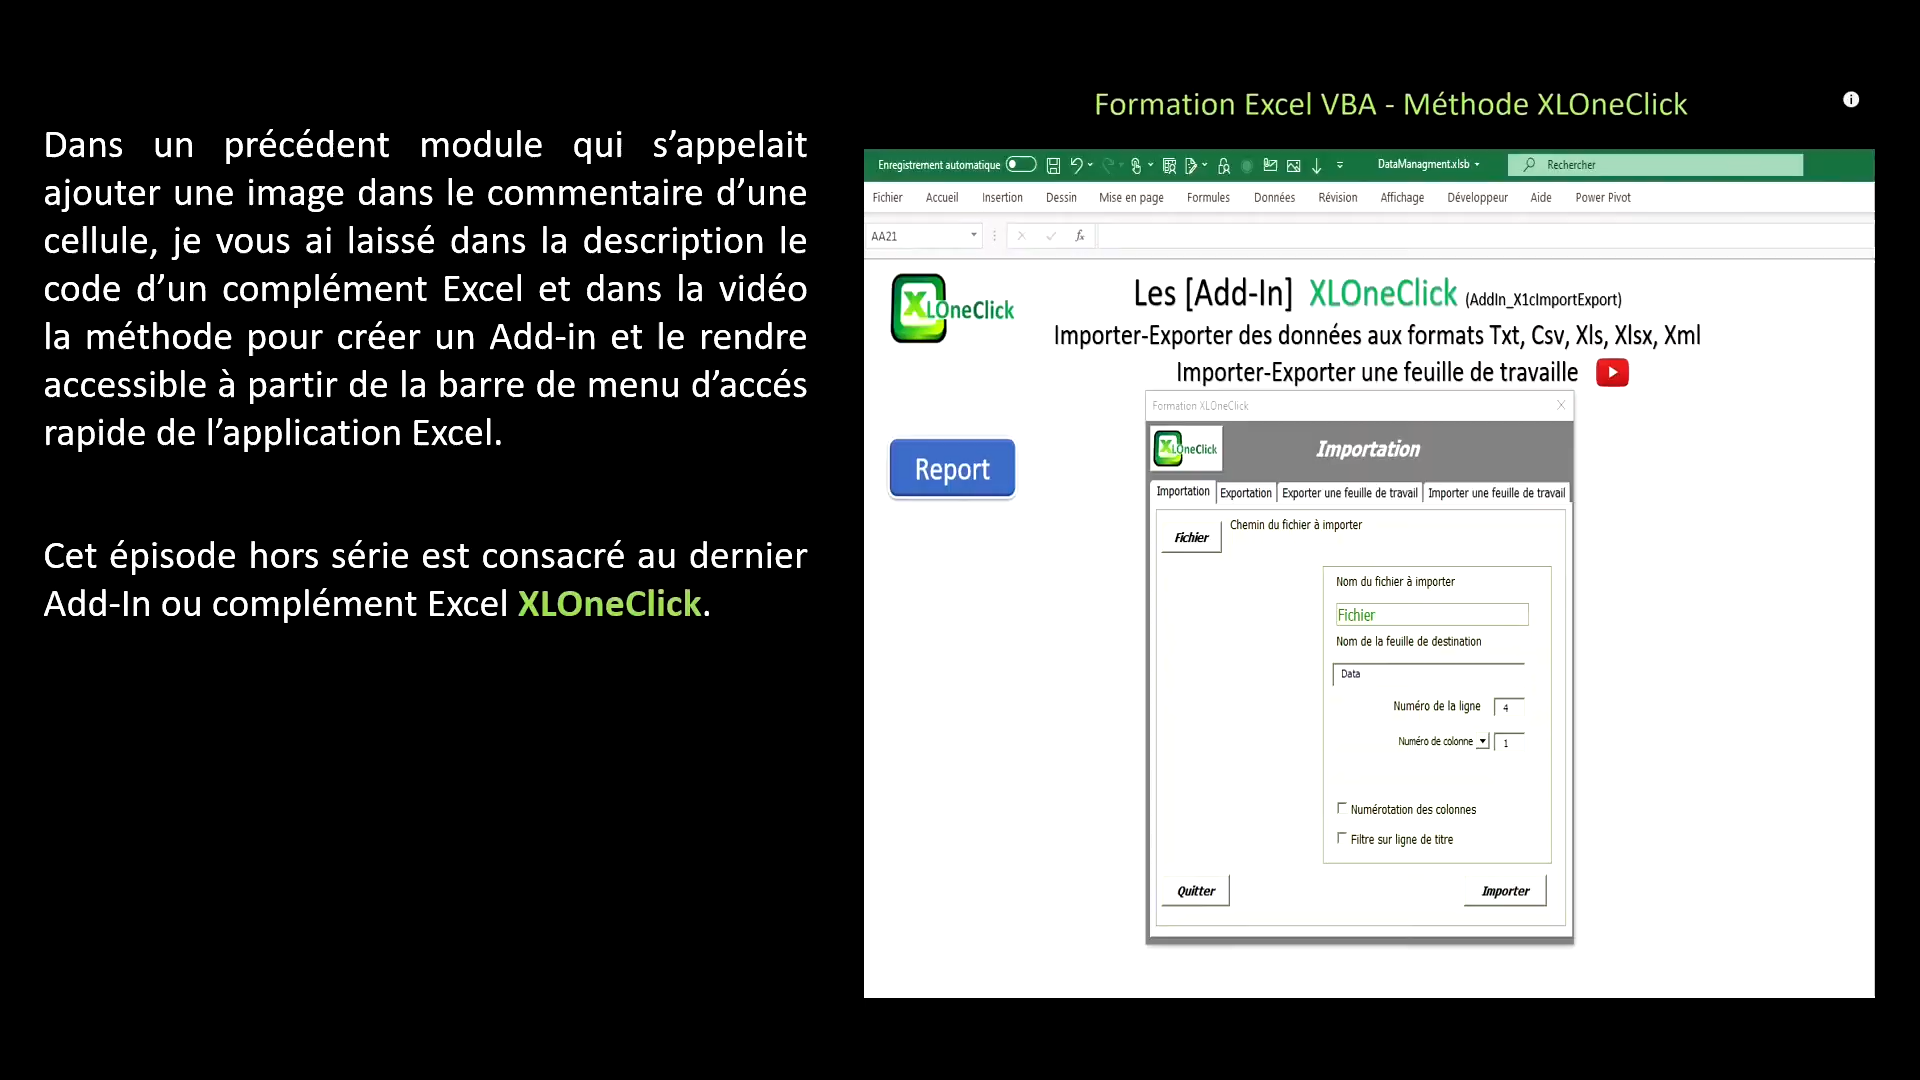 Formation Excel VBA - Méthode XLOneClick
Dans un précédent module qui s’appelait
ajouter une image dans le commentaire d’une
cellule, je vous ai laissé dans la description le
code d’un complément Excel et dans la vidéo
la méthode pour créer un Add-in et le rendre
accessible à partir de la barre de menu d’accés
rapide de l’application Excel.
Cet épisode hors série est consacré au dernier
Add-In ou complément Excel XLOneClick.
Enregistrement automatique
DataManagment.xlsb
Rechercher
Fichier Accueil Insertion Dessin Mise en page Formules Données Révision Affichage Développeur Aide Power Pivot
AA21
fx
XLOneClick
Les [Add-In] XLOneClick (AddIn_X1cImportExport)
Importer-Exporter des données aux formats Txt, Csv, Xls, Xlsx, Xml
Importer-Exporter une feuille de travaille
Report
Formation XLOneClick
XLOneClick
Importation
Importation Exportation Exporter une feuille de travail Importer une feuille de travail
Fichier
Chemin du fichier à importer
Nom du fichier à importer
Fichier
Nom de la feuille de destination
Data
Numéro de la ligne 4
Numéro de colonne 1
Numérotation des colonnes
Filtre sur ligne de titre
Quitter
Importer